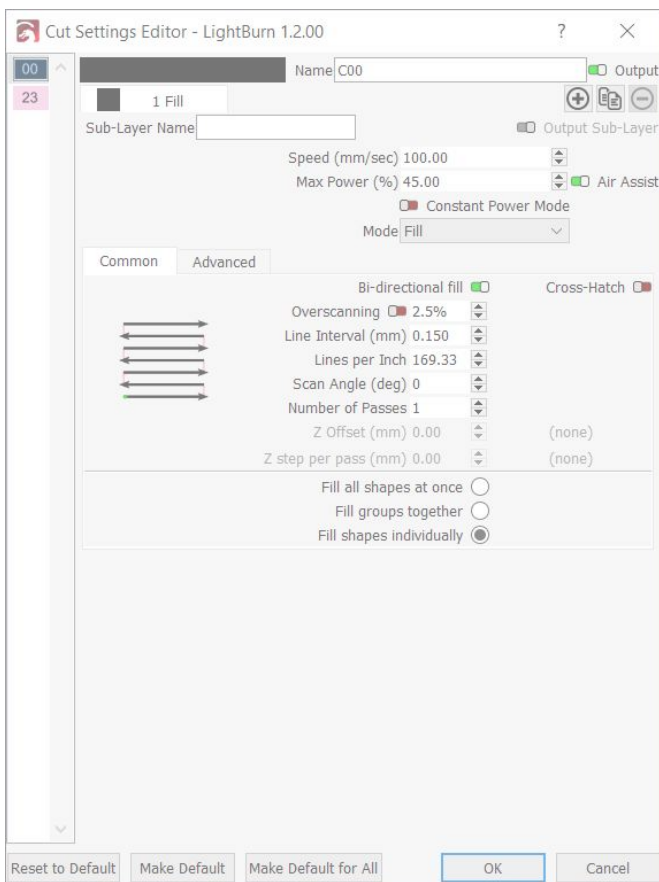 Cut Settings Editor - LightBurn 1.2.00 ?
00 Name C00 Output
23 1 Fill
Sub-Layer Name Output Sub-Layer
Speed (mm/sec) 100.00
Max Power (%) 45.00 Air Assist
Constant Power Mode
Mode Fill
Common Advanced
Bi-directional fill Cross-Hatch
Overscanning 2.5%
Line Interval (mm) 0.150
Lines per Inch 169.33
Scan Angle (deg) 0
Number of Passes 1
Z Offset (mm) 0.00 (none)
Z step per pass (mm) 0.00 (none)
Fill all shapes at once
Fill groups together
Fill shapes individually
Reset to Default Make Default Make Default for All OK Cancel